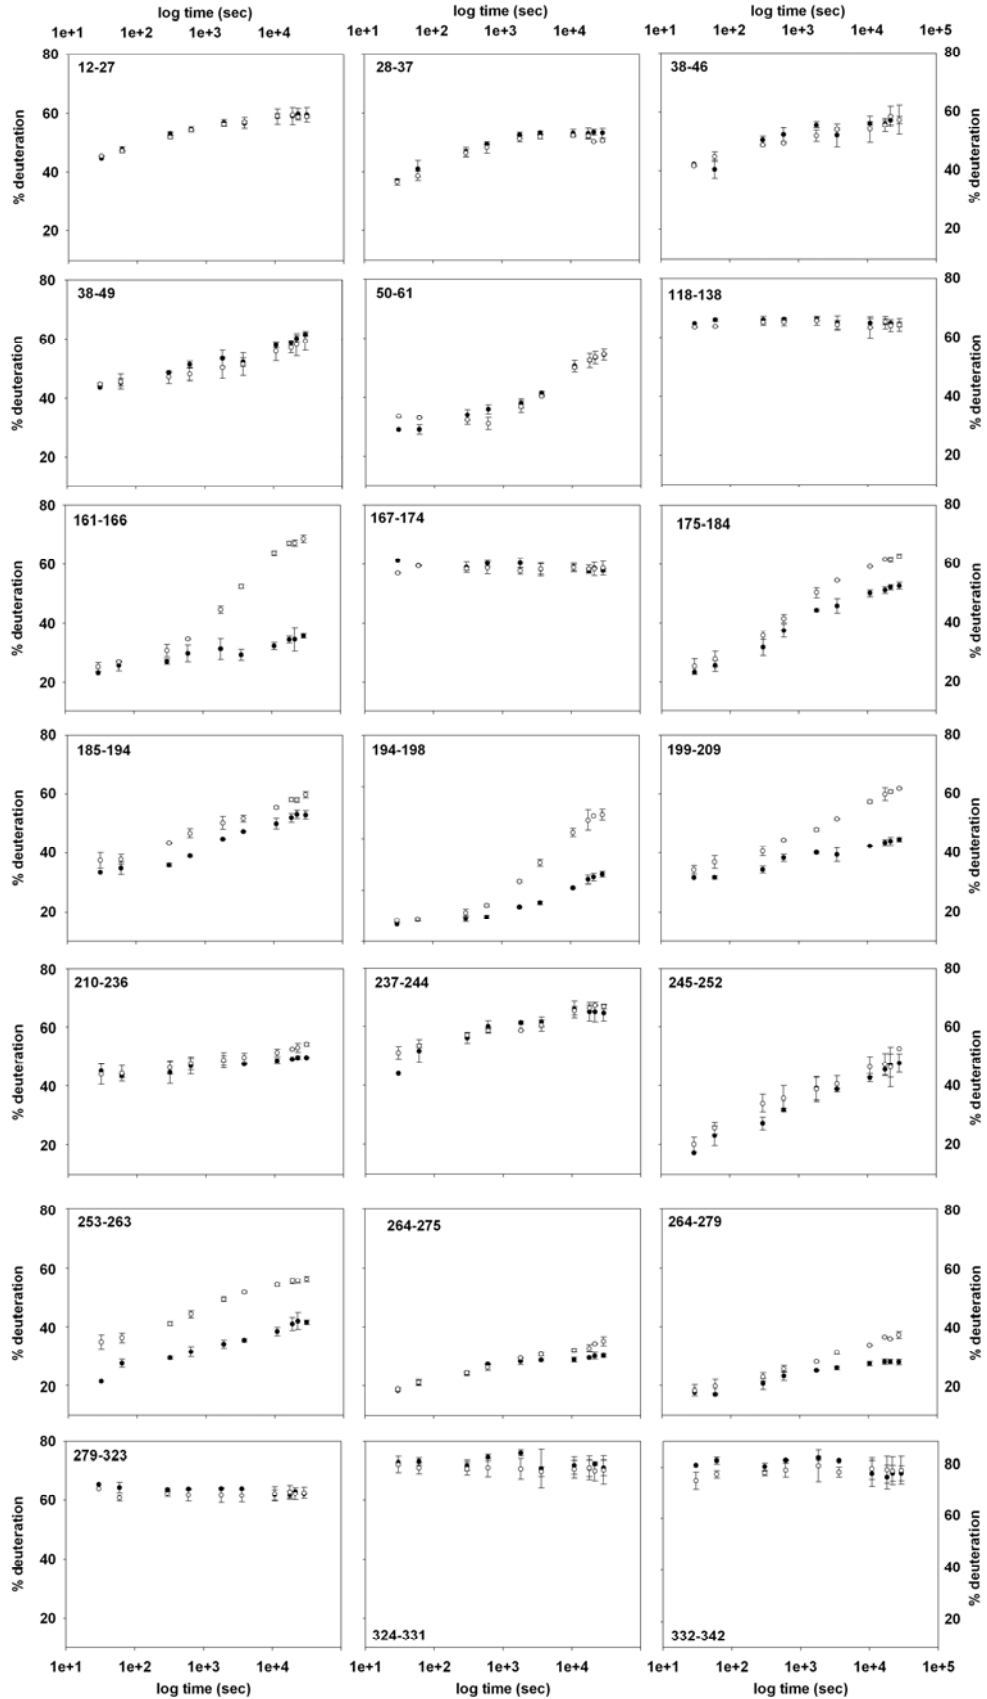 log time (sec) log time (sec)
1e+1 1e+2 1e+3 1e+4 1e+1 1e+2 1e+3 1e+4 1e+1 1e+2 1e+3 1e+4 1e+5
80 12-27 28-37 38-46 80
60 60
40 40
20 20
% deuteration % deuteration
80 38-49 50-61 118-138 80
60 60
40 40
20 20
% deuteration % deuteration
80 161-166 167-174 175-184 80
60 60
40 40
20 20
% deuteration % deuteration
80 185-194 194-198 199-209 80
60 60
40 40
20 20
% deuteration % deuteration
80 210-236 237-244 245-252 80
60 60
40 40
20 20
% deuteration % deuteration
80 253-263 264-275 264-279 80
60 60
40 40
20 20
% deuteration % deuteration
80 279-323 80
60 60
40 40
20 324-331 332-342 20
% deuteration % deuteration
1e+1 1e+2 1e+3 1e+4 1e+1 1e+2 1e+3 1e+4 1e+1 1e+2 1e+3 1e+4 1e+5
log time (sec) log time (sec) log time (sec)